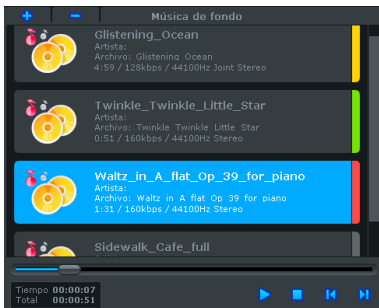 Música de fondo
Glistening_Ocean
Artista:
Archivo: Glistening Ocean
4:59 / 128kbps / 44100Hz Joint Stereo
Twinkle_Twinkle_Little_Star
Artista:
Archivo: Twinkle Twinkle Little Star
0:51 / 160kbps / 44100Hz Stereo
Waltz_in_A_flat_Op_39_for_piano
Artista:
Archivo: Waltz in A flat Op 39 for piano
1:31 / 160kbps / 44100Hz Stereo
Sidewalk_Cafe_full
Tiempo 00:00:07
Total 00:00:51